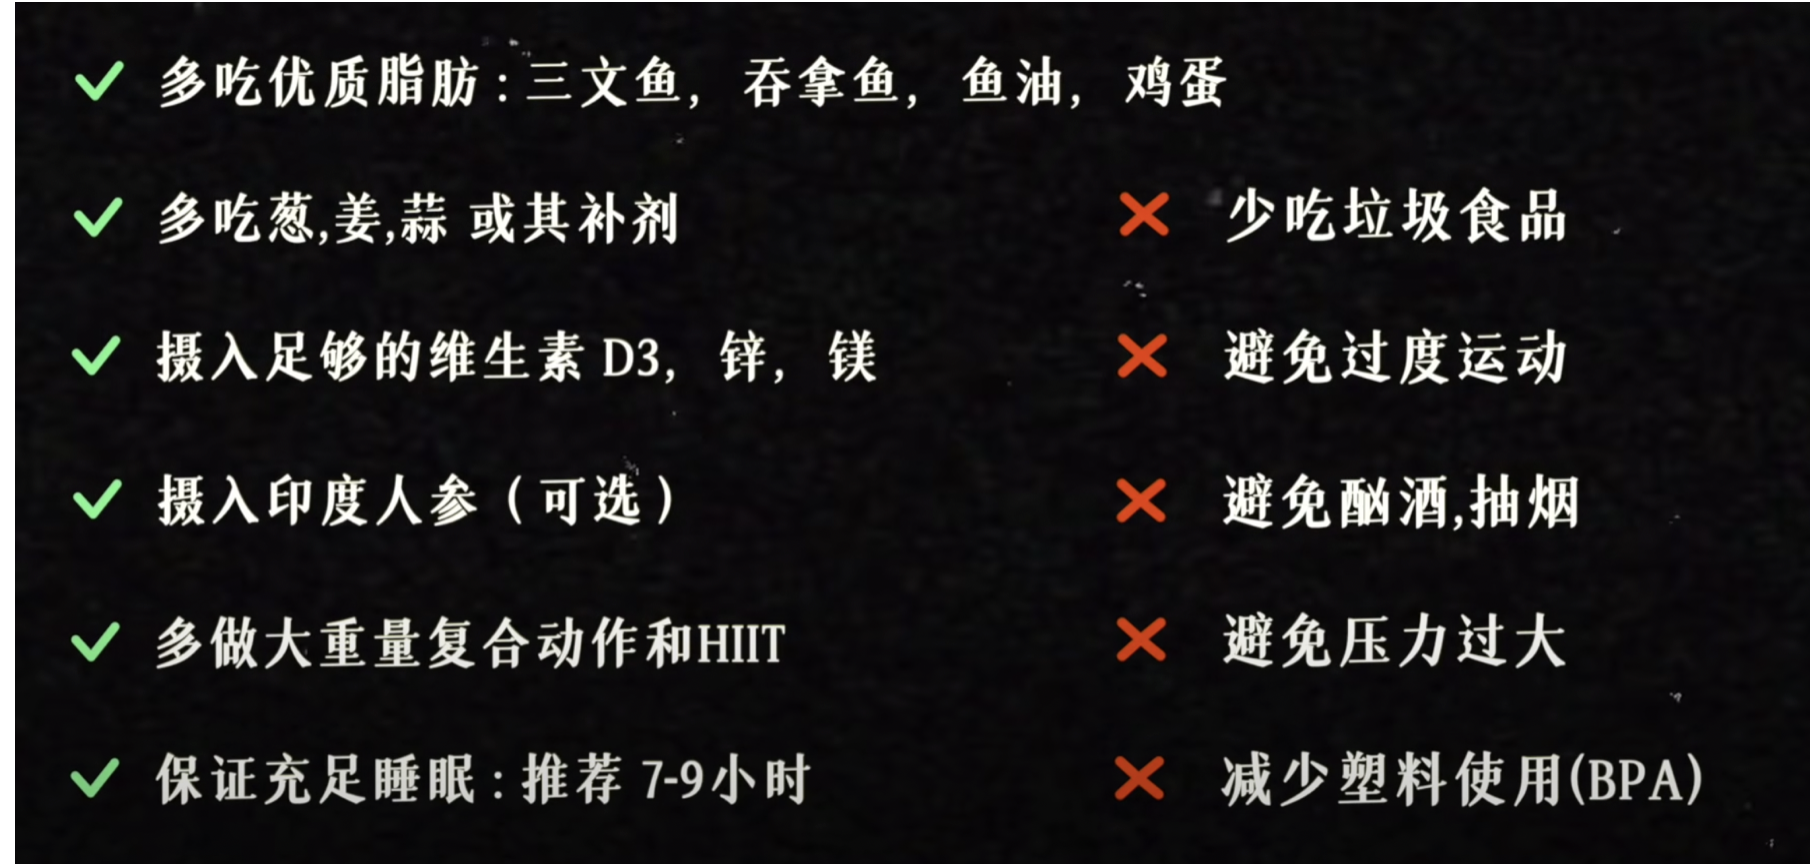 多吃优质脂肪：三文鱼，吞拿鱼，鱼油，鸡蛋
多吃葱,姜,蒜 或其补剂
摄入足够的维生素 D3，锌，镁
摄入印度人参（可选）
多做大重量复合动作和HIIT
保证充足睡眠：推荐 7-9小时
少吃垃圾食品
避免过度运动
避免酗酒,抽烟
避免压力过大
减少塑料使用(BPA)